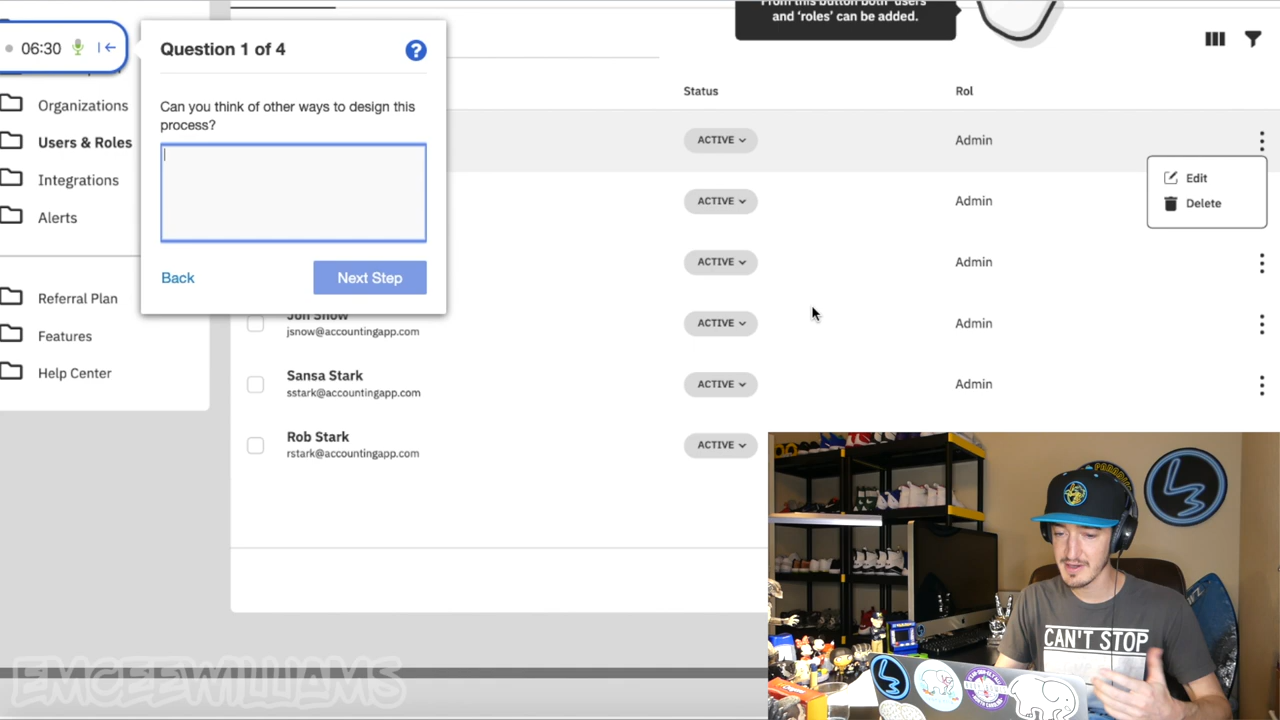 From this button both 'users'
and 'roles' can be added.
06:30
Question 1 of 4
?
Can you think of other ways to design this
process?
Back
Next Step
Organizations
Users & Roles
Integrations
Alerts
Referral Plan
Features
Help Center
Status
Rol
ACTIVE
Admin
Edit
Delete
ACTIVE
Admin
ACTIVE
Admin
Jon Snow
jsnow@accountingapp.com
ACTIVE
Admin
Sansa Stark
sstark@accountingapp.com
ACTIVE
Admin
Rob Stark
rstark@accountingapp.com
ACTIVE
CAN'T STOP
EMCEEWILLIAMS